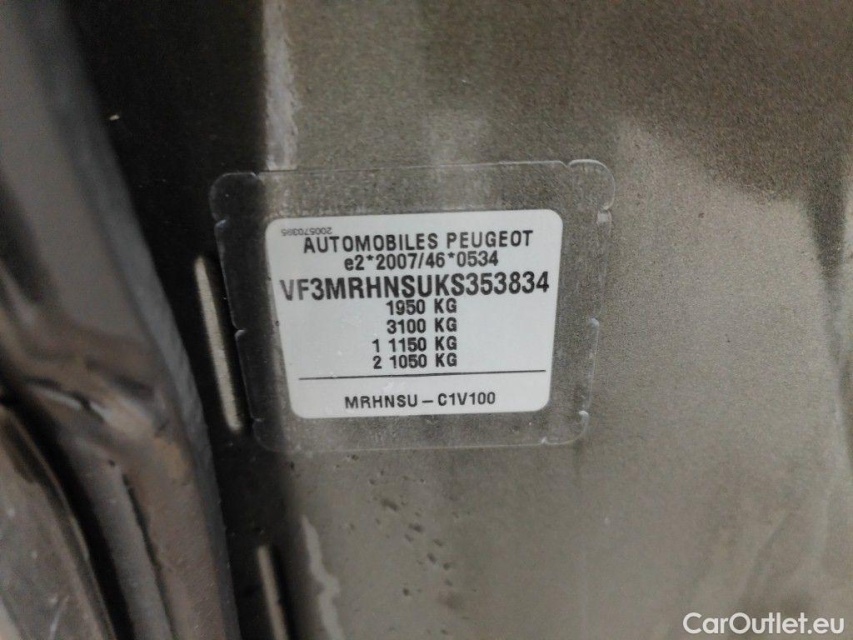 200570395
AUTOMOBILES PEUGEOT
e2*2007/46*0534
VF3MRHNSUKS353834
1950 KG
3100 KG
1 1150 KG
2 1050 KG
MRHNSU-C1V100
CarOutlet.eu